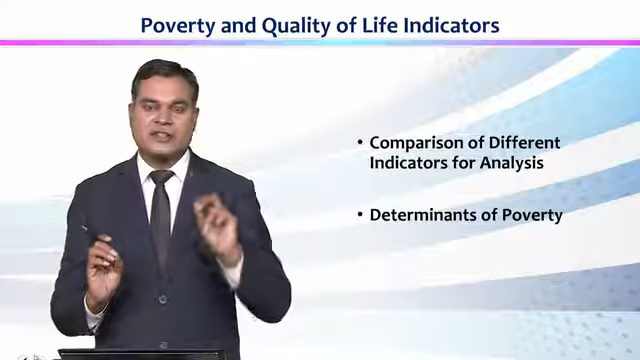 Poverty and Quality of Life Indicators
• Comparison of Different
Indicators for Analysis
• Determinants of Poverty